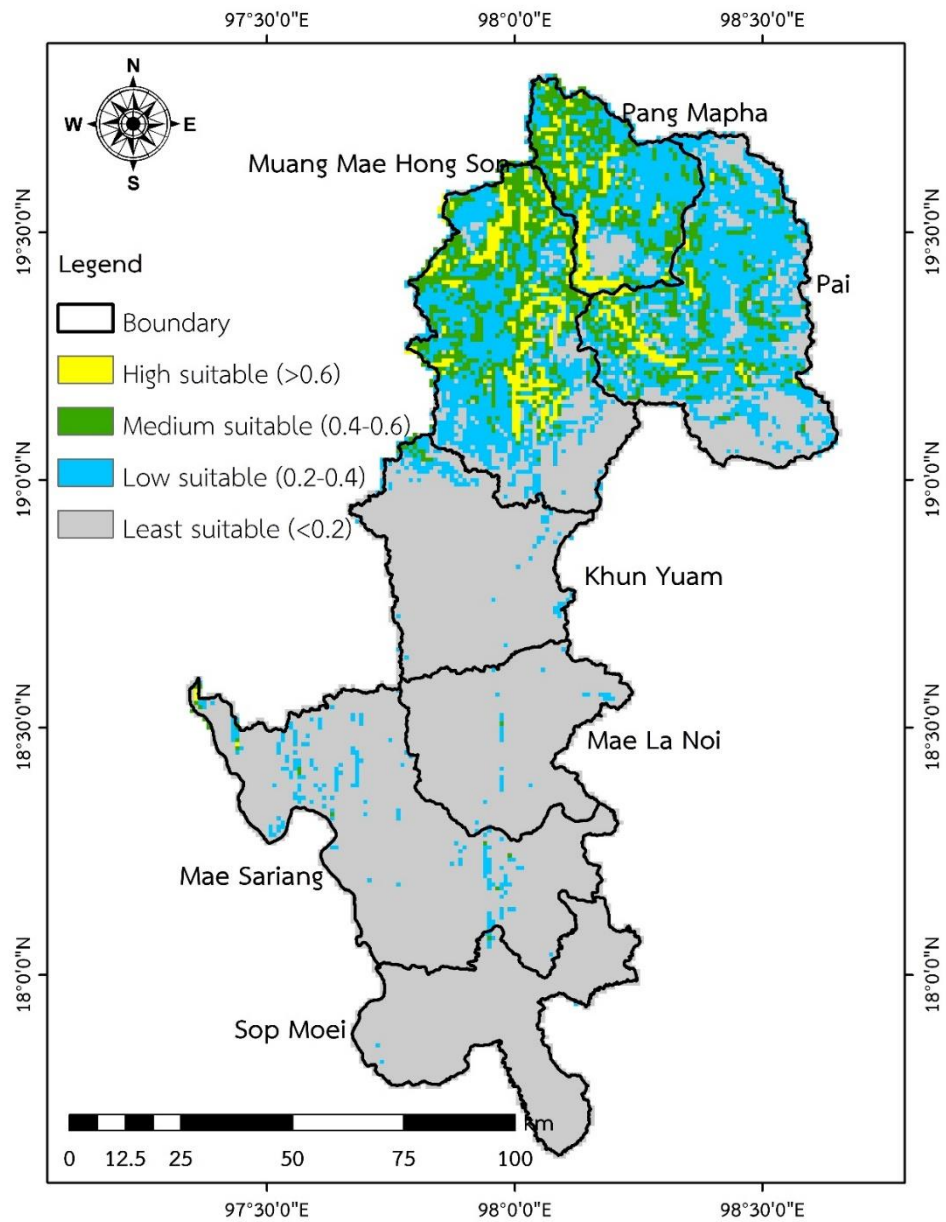 97°30'0"E 98°0'0"E 98°30'0"E
N
W E
S
Pang Mapha
Muang Mae Hong Son
19°30'0"N 19°30'0"N
Legend
Pai
Boundary
High suitable (>0.6)
Medium suitable (0.4-0.6)
Low suitable (0.2-0.4)
19°0'0"N 19°0'0"N
Least suitable (<0.2)
Khun Yuam
18°30'0"N 18°30'0"N
Mae La Noi
Mae Sariang
18°0'0"N 18°0'0"N
Sop Moei
km
0 12.5 25 50 75 100
97°30'0"E 98°0'0"E 98°30'0"E